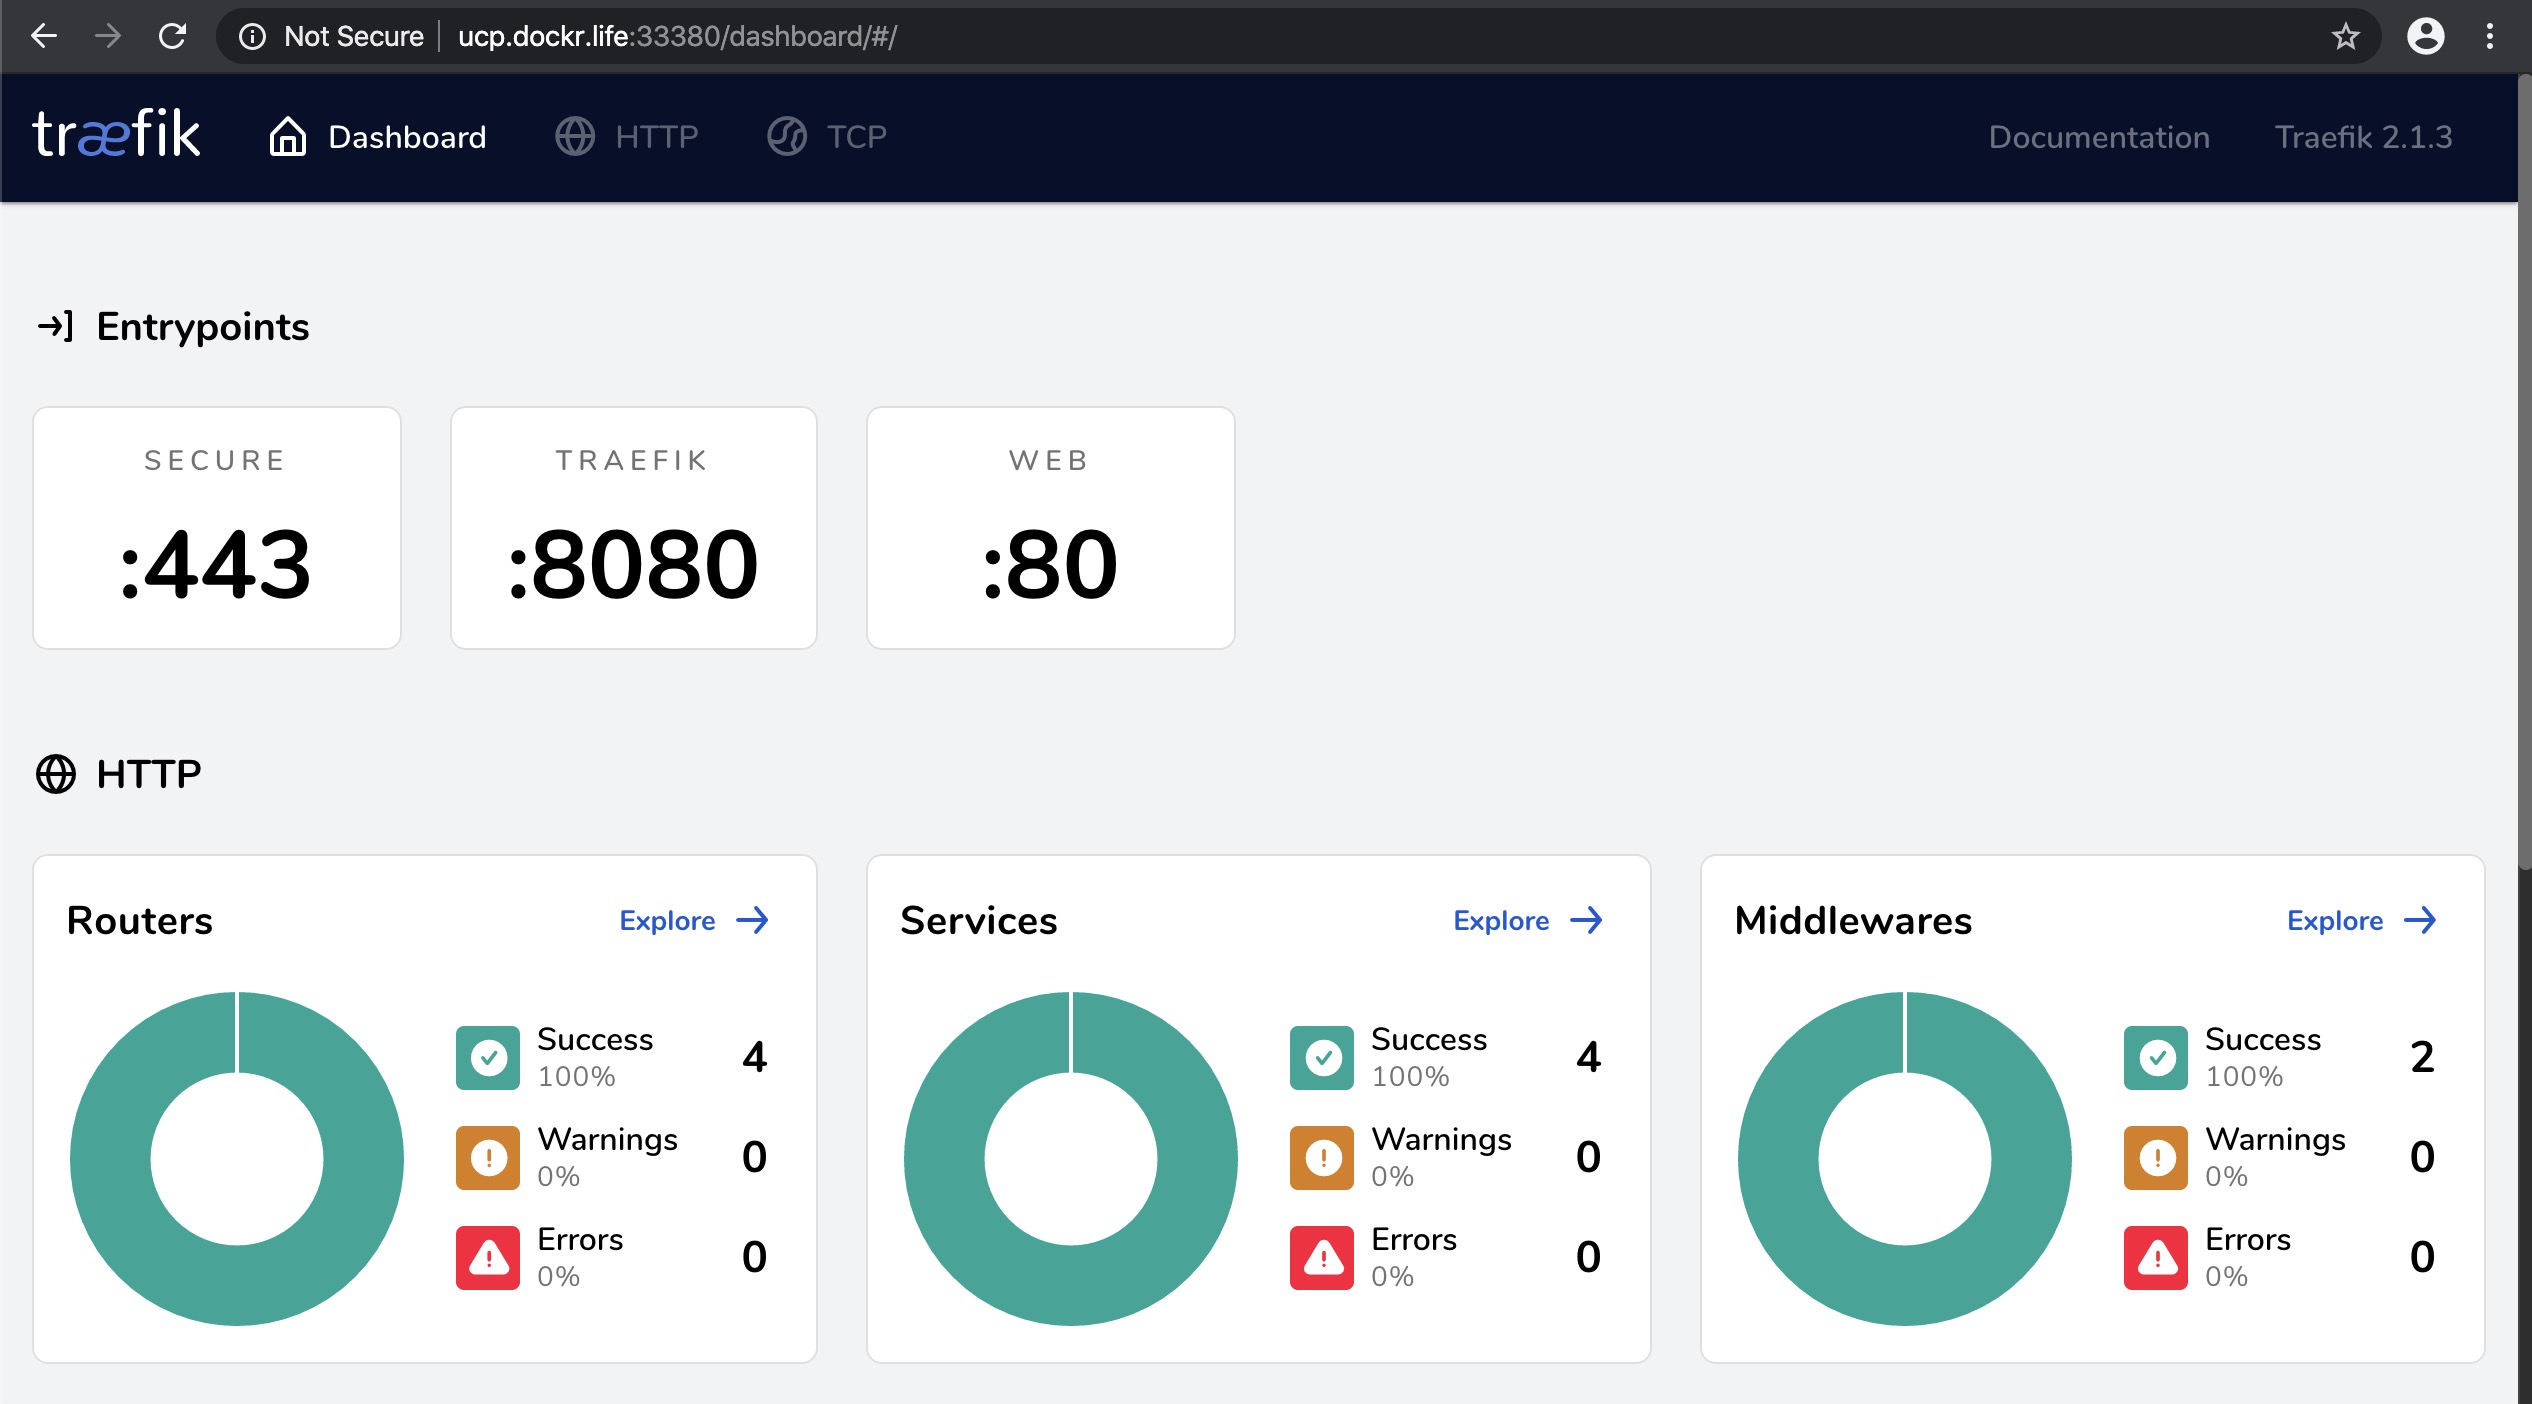 Not Secure ucp.dockr.life:33380/dashboard/#/
træfik Dashboard HTTP TCP Documentation Traefik 2.1.3
Entrypoints
SECURE
:443
TRAEFIK
:8080
WEB
:80
HTTP
Routers Explore
Success 4
100%
Warnings 0
0%
Errors 0
0%
Services Explore
Success 4
100%
Warnings 0
0%
Errors 0
0%
Middlewares Explore
Success 2
100%
Warnings 0
0%
Errors 0
0%